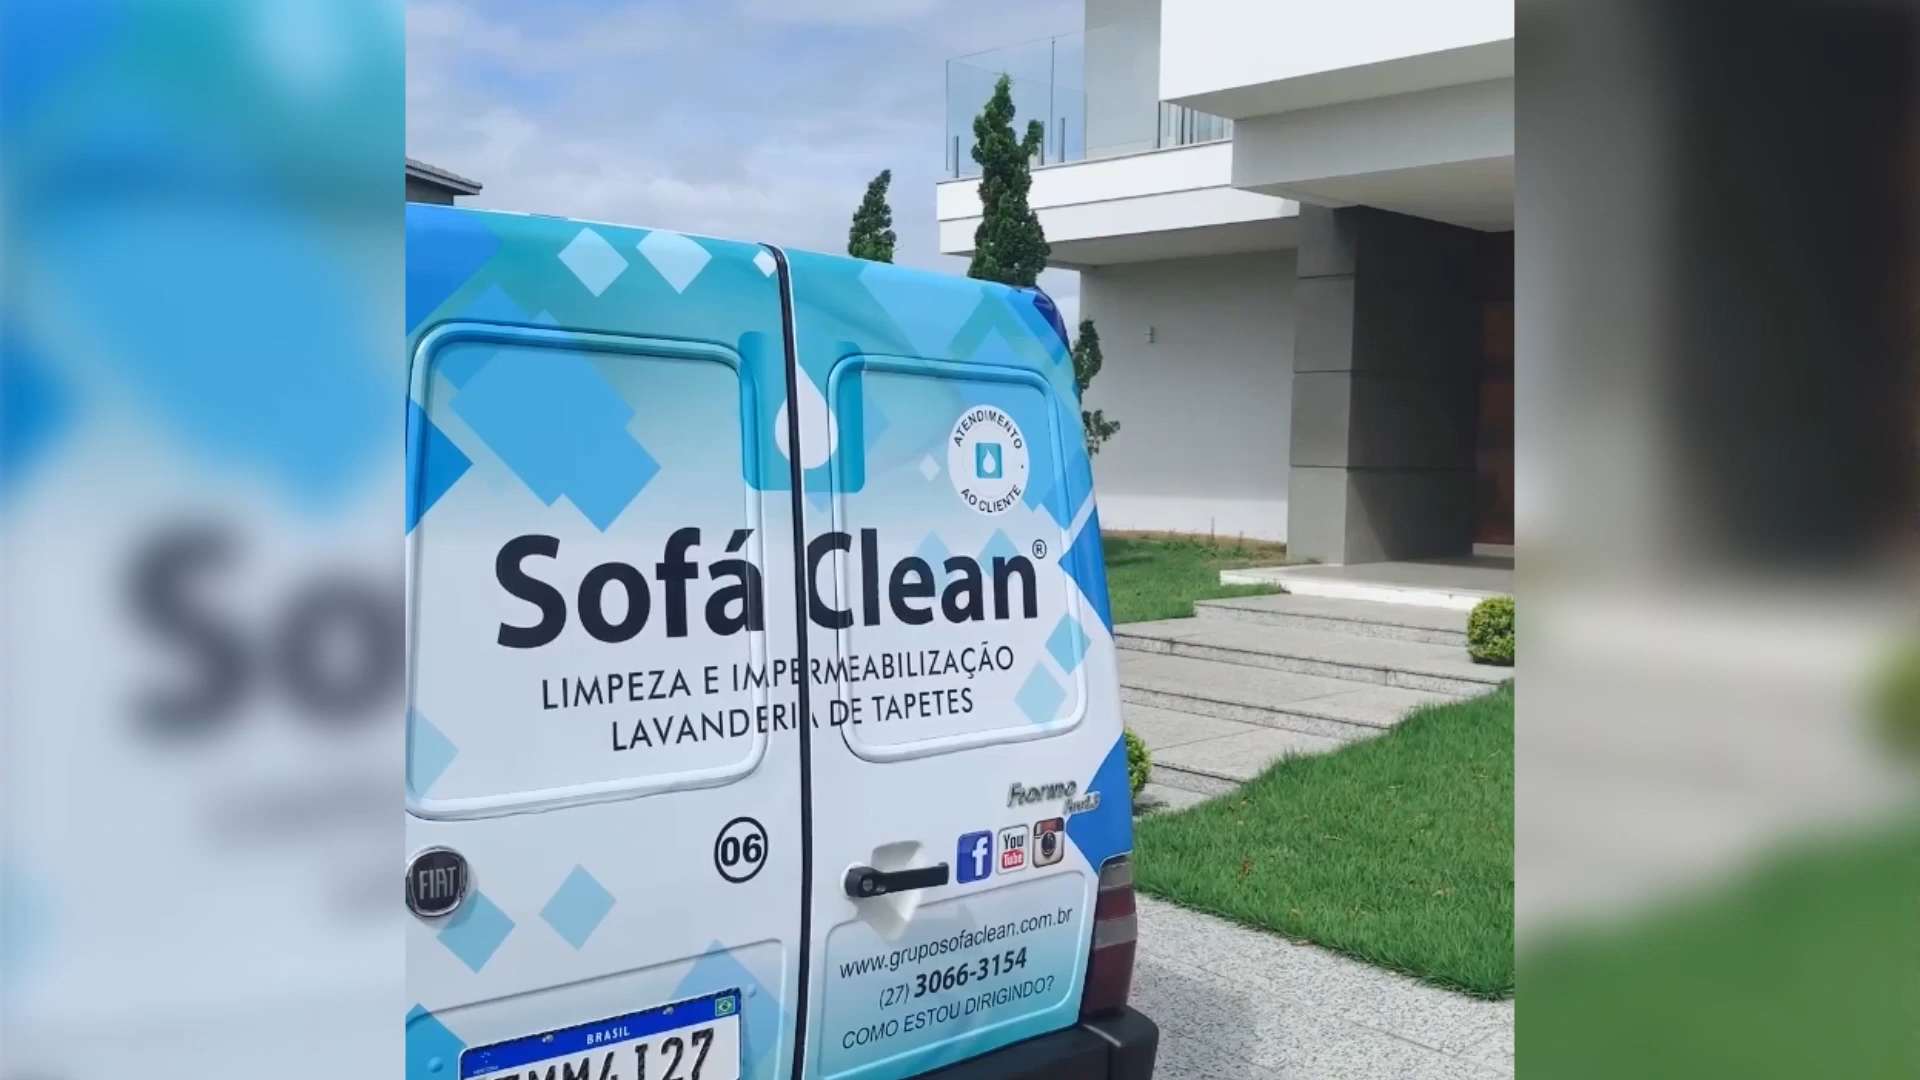 ATENDIMENTO
AO CLIENTE
Sofá Clean®
LIMPEZA E IMPERMEABILIZAÇÃO
LAVANDERIA DE TAPETES
Fiorino
06
FIAT
f
You
Tube
www.gruposofaclean.com.br
(27) 3066-3154
COMO ESTOU DIRIGINDO?
BRASIL